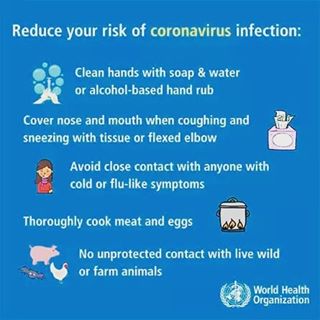 Reduce your risk of coronavirus infection:
Clean hands with soap & water
or alcohol-based hand rub
Cover nose and mouth when coughing and
sneezing with tissue or flexed elbow
Avoid close contact with anyone with
cold or flu-like symptoms
Thoroughly cook meat and eggs
No unprotected contact with live wild
or farm animals
World Health
Organization